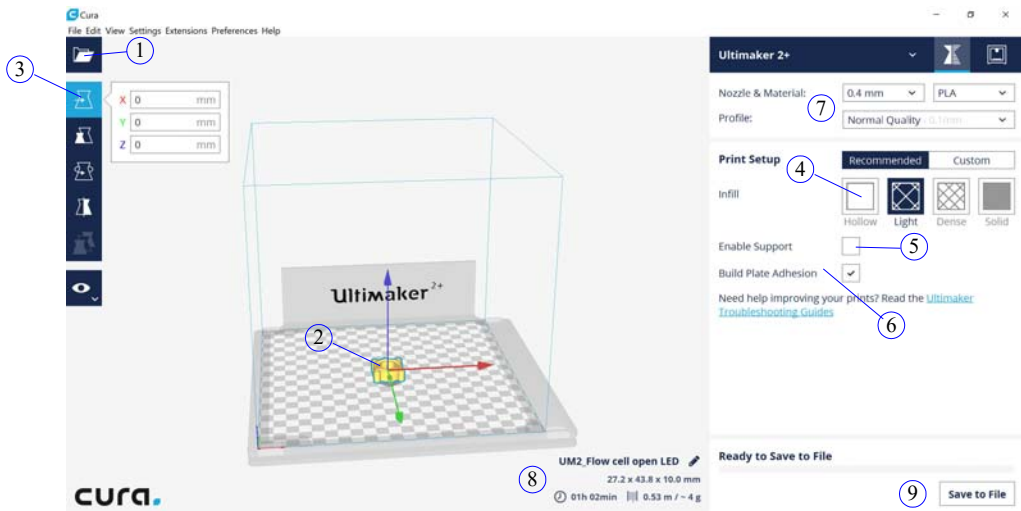 Cura
File Edit View Settings Extensions Preferences Help
1
3
X 0 mm
Y 0 mm
Z 0 mm
Ultimaker 2+
2
UM2_Flow cell open LED
27.2 x 43.8 x 10.0 mm
8
01h 02min 0.53 m / ~ 4 g
cura.
Ultimaker 2+
Nozzle & Material: 0.4 mm PLA
7
Profile: Normal Quality - 0.1mm
Print Setup Recommended Custom
4
Infill
Hollow Light Dense Solid
Enable Support 5
Build Plate Adhesion
Need help improving your prints? Read the Ultimaker
Troubleshooting Guides
6
Ready to Save to File
9 Save to File